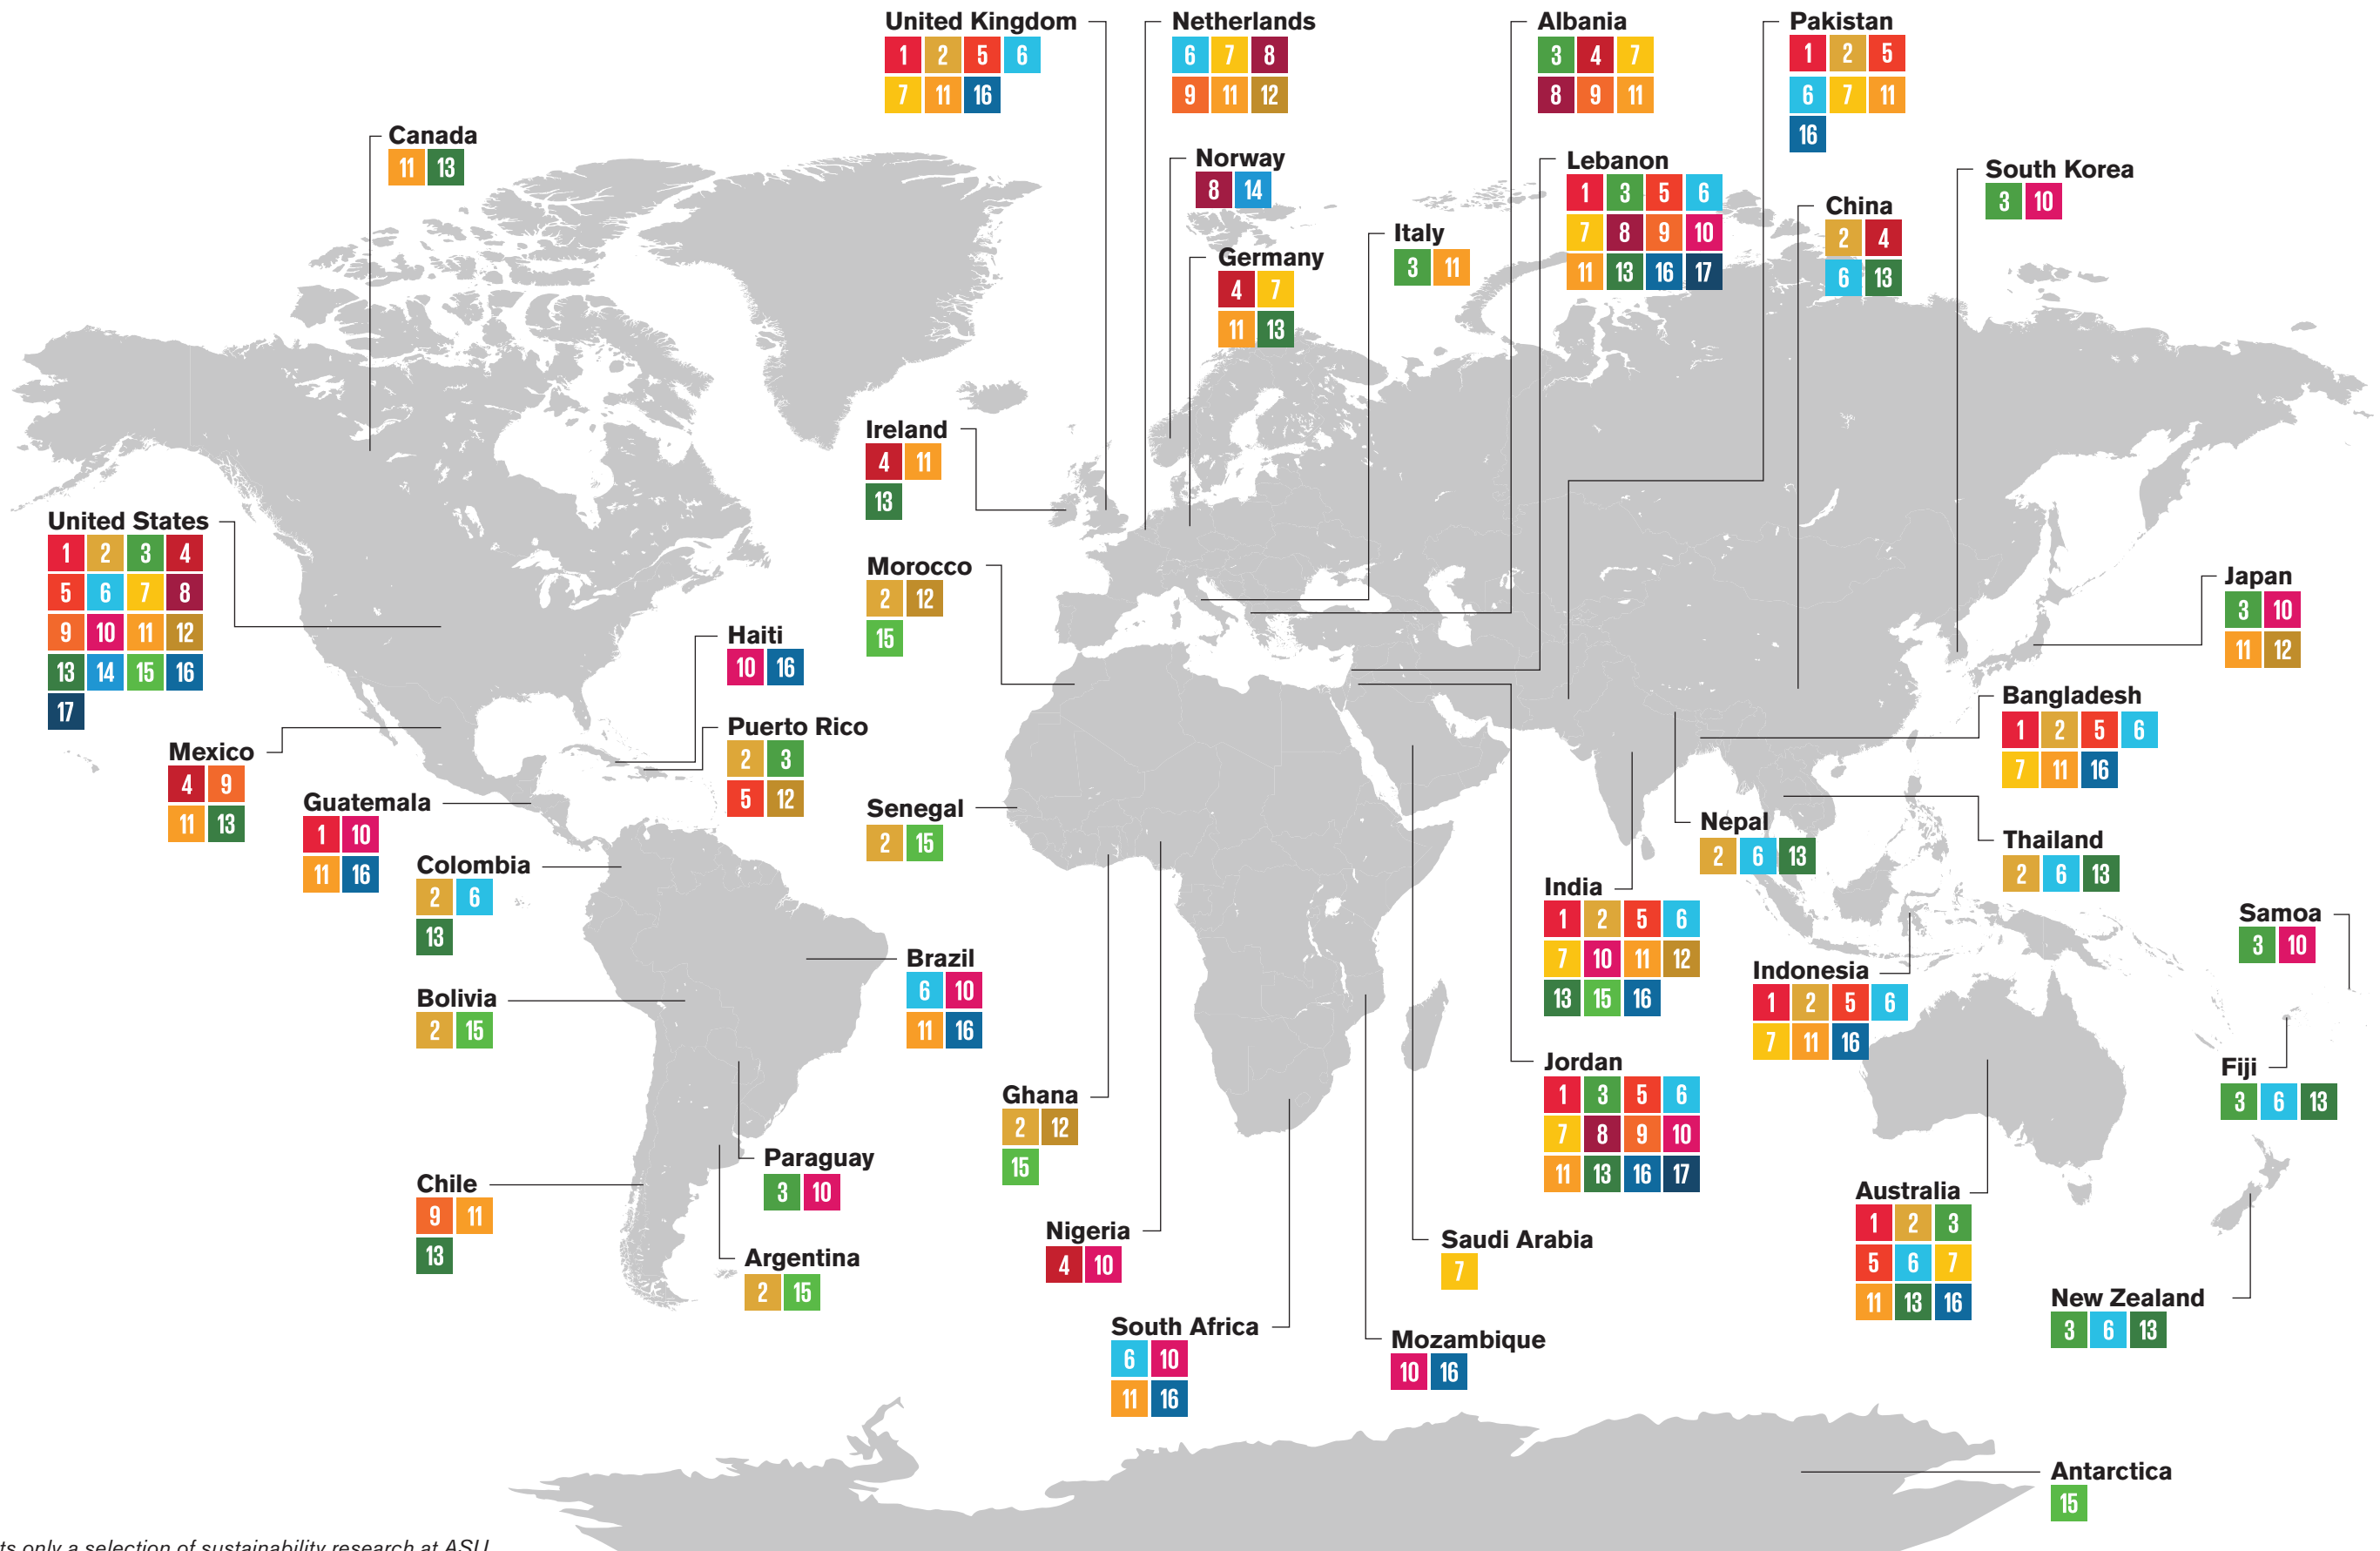 United Kingdom
1 2 5 6
7 11 16
Netherlands
6 7 8
9 11 12
Albania
3 4 7
8 9 11
Pakistan
1 2 5
6 7 11
16
Canada
11 13
Norway
8 14
Lebanon
1 3 5 6
7 8 9 10
11 13 16 17
South Korea
3 10
China
2 4
6 13
Italy
3 11
Germany
4 7
11 13
Ireland
4 11
13
United States
1 2 3 4
5 6 7 8
9 10 11 12
13 14 15 16
17
Morocco
2 12
15
Japan
3 10
11 12
Haiti
10 16
Bangladesh
1 2 5 6
7 11 16
Puerto Rico
2 3
5 12
Mexico
4 9
11 13
Guatemala
1 10
11 16
Senegal
2 15
Nepal
2 6 13
Thailand
2 6 13
Colombia
2 6
13
India
1 2 5 6
7 10 11 12
13 15 16
Samoa
3 10
Brazil
6 10
11 16
Indonesia
1 2 5 6
7 11 16
Bolivia
2 15
Jordan
1 3 5 6
7 8 9 10
11 13 16 17
Fiji
3 6 13
Ghana
2 12
15
Paraguay
3 10
Chile
9 11
13
Australia
1 2 3
5 6 7
11 13 16
Nigeria
4 10
Saudi Arabia
7
Argentina
2 15
New Zealand
3 6 13
South Africa
6 10
11 16
Mozambique
10 16
Antarctica
15
only a selection of sustainability research at ASU